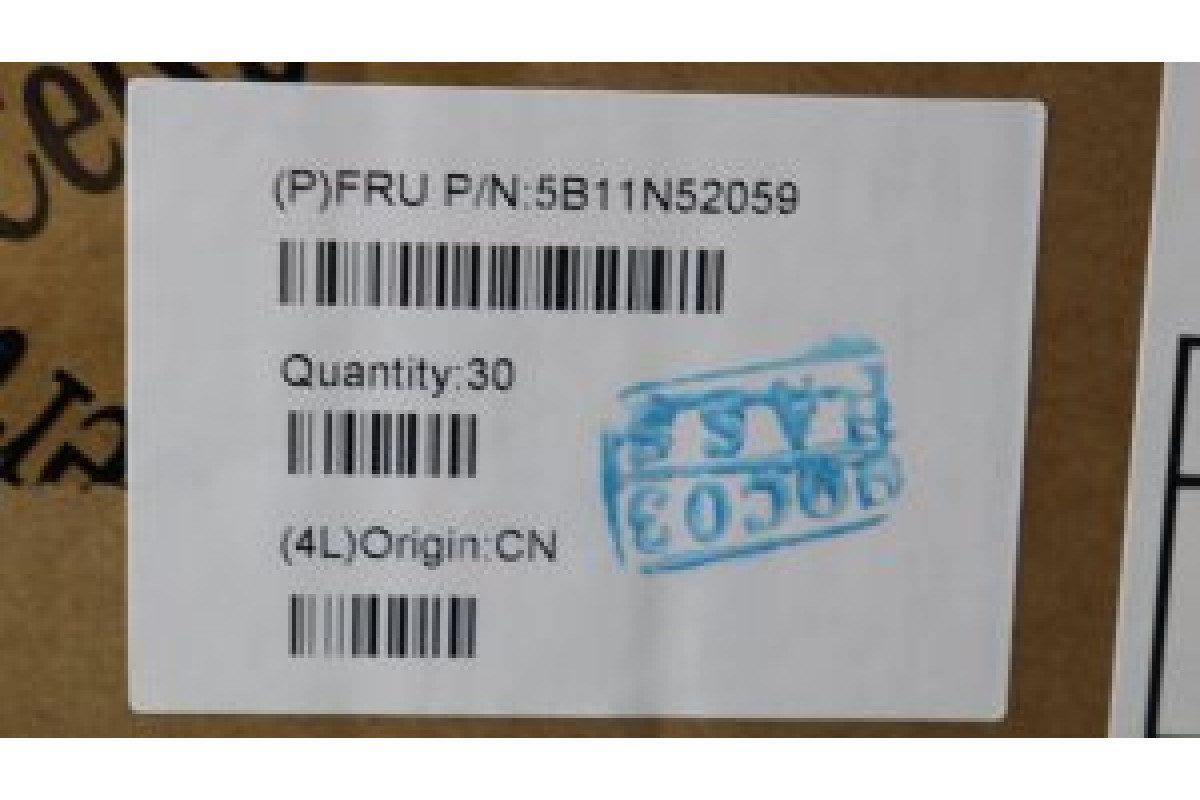 (P)FRU P/N:5B11N52059
Quantity:30
(4L)Origin:CN